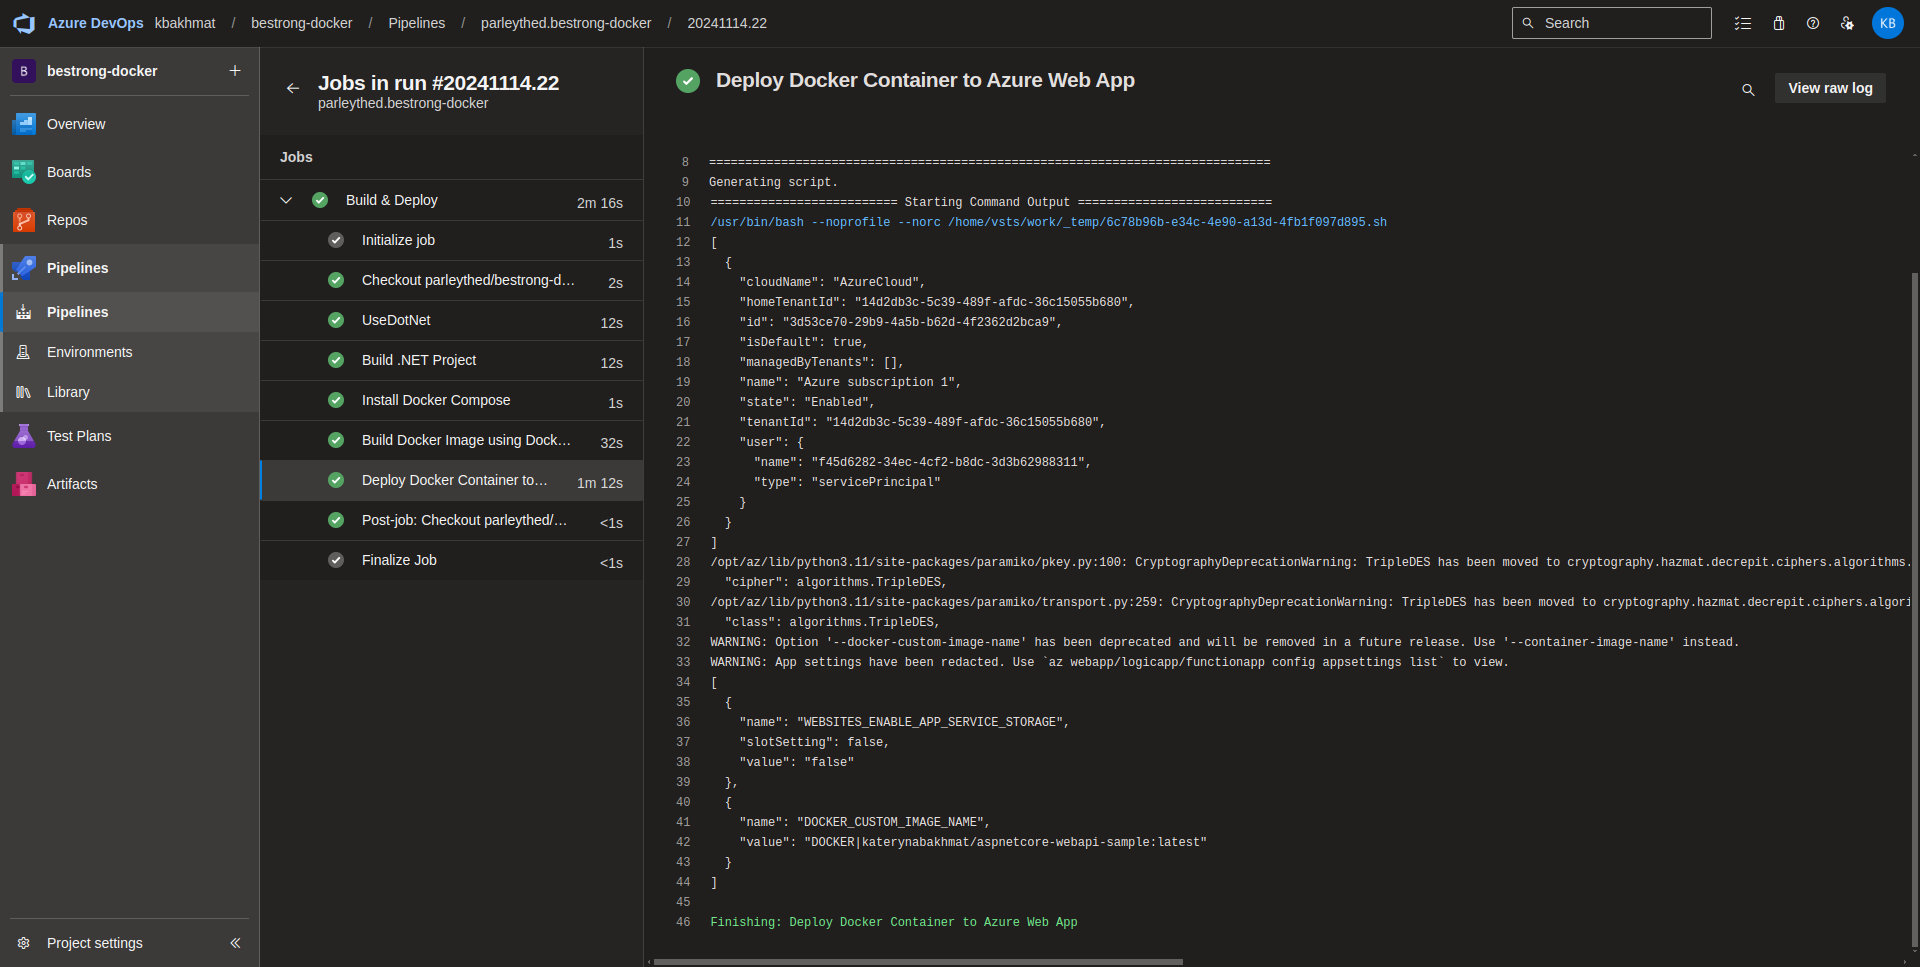 Azure DevOps kbakhmat / bestrong-docker / Pipelines / parleythed.bestrong-docker / 20241114.22
Search
KB
B bestrong-docker
Overview
Boards
Repos
Pipelines
Pipelines
Environments
Library
Test Plans
Artifacts
Project settings
Jobs in run #20241114.22
parleythed.bestrong-docker
Jobs
Build & Deploy 2m 16s
Initialize job 1s
Checkout parleythed/bestrong-d... 2s
UseDotNet 12s
Build .NET Project 12s
Install Docker Compose 1s
Build Docker Image using Dock... 32s
Deploy Docker Container to... 1m 12s
Post-job: Checkout parleythed/... <1s
Finalize Job <1s
Deploy Docker Container to Azure Web App
View raw log
8 ==============================================================================
9 Generating script.
10 ========================== Starting Command Output ===========================
11 /usr/bin/bash --noprofile --norc /home/vsts/work/_temp/6c78b96b-e34c-4e90-a13d-4fb1f097d895.sh
12 [
13 {
14 "cloudName": "AzureCloud",
15 "homeTenantId": "14d2db3c-5c39-489f-afdc-36c15055b680",
16 "id": "3d53ce70-29b9-4a5b-b62d-4f2362d2bca9",
17 "isDefault": true,
18 "managedByTenants": [],
19 "name": "Azure subscription 1",
20 "state": "Enabled",
21 "tenantId": "14d2db3c-5c39-489f-afdc-36c15055b680",
22 "user": {
23 "name": "f45d6282-34ec-4cf2-b8dc-3d3b62988311",
24 "type": "servicePrincipal"
25 }
26 }
27 ]
28 /opt/az/lib/python3.11/site-packages/paramiko/pkey.py:100: CryptographyDeprecationWarning: TripleDES has been moved to cryptography.hazmat.decrepit.ciphers.algorithms.
29 "cipher": algorithms.TripleDES,
30 /opt/az/lib/python3.11/site-packages/paramiko/transport.py:259: CryptographyDeprecationWarning: TripleDES has been moved to cryptography.hazmat.decrepit.ciphers.algori
31 "class": algorithms.TripleDES,
32 WARNING: Option '--docker-custom-image-name' has been deprecated and will be removed in a future release. Use '--container-image-name' instead.
33 WARNING: App settings have been redacted. Use `az webapp/logicapp/functionapp config appsettings list` to view.
34 [
35 {
36 "name": "WEBSITES_ENABLE_APP_SERVICE_STORAGE",
37 "slotSetting": false,
38 "value": "false"
39 },
40 {
41 "name": "DOCKER_CUSTOM_IMAGE_NAME",
42 "value": "DOCKER|katerynabakhmat/aspnetcore-webapi-sample:latest"
43 }
44 ]
45
46 Finishing: Deploy Docker Container to Azure Web App